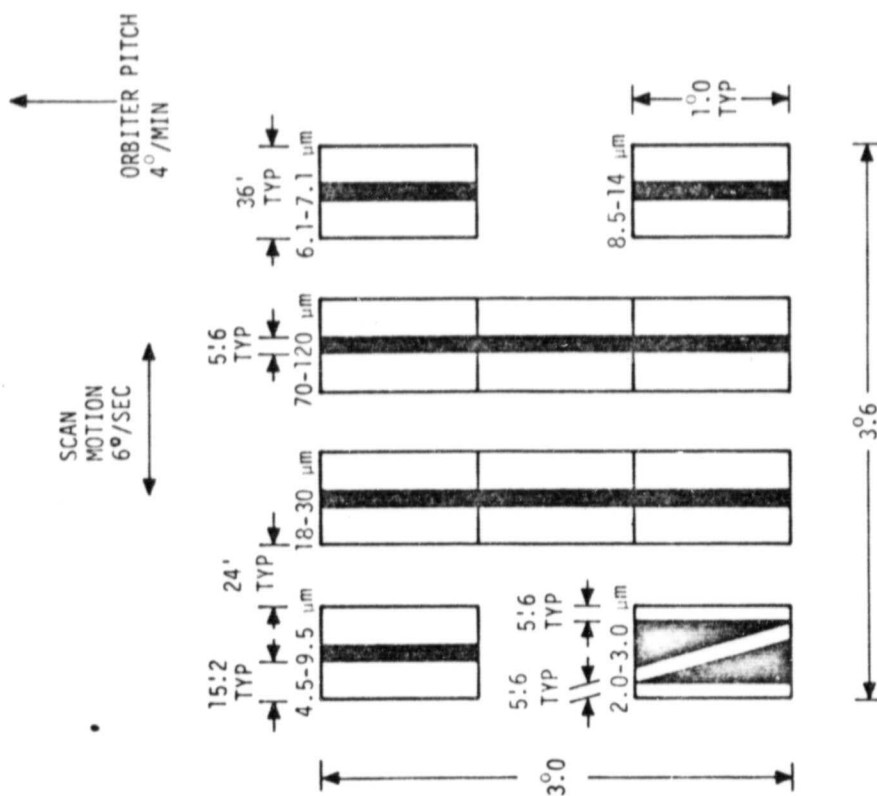 ORBITER PITCH
4°/MIN
SCAN
MOTION
6°/SEC
36'
TYP
5!6
TYP
24'
TYP
15!2
TYP
4.5-9.5 μm
18-30 μm
70-120 μm
6.1-7.1 μm
5!6
TYP
5!6
TYP
2.0-3.0 μm
8.5-14 μm
1°.0
TYP
3°.0
3°.6